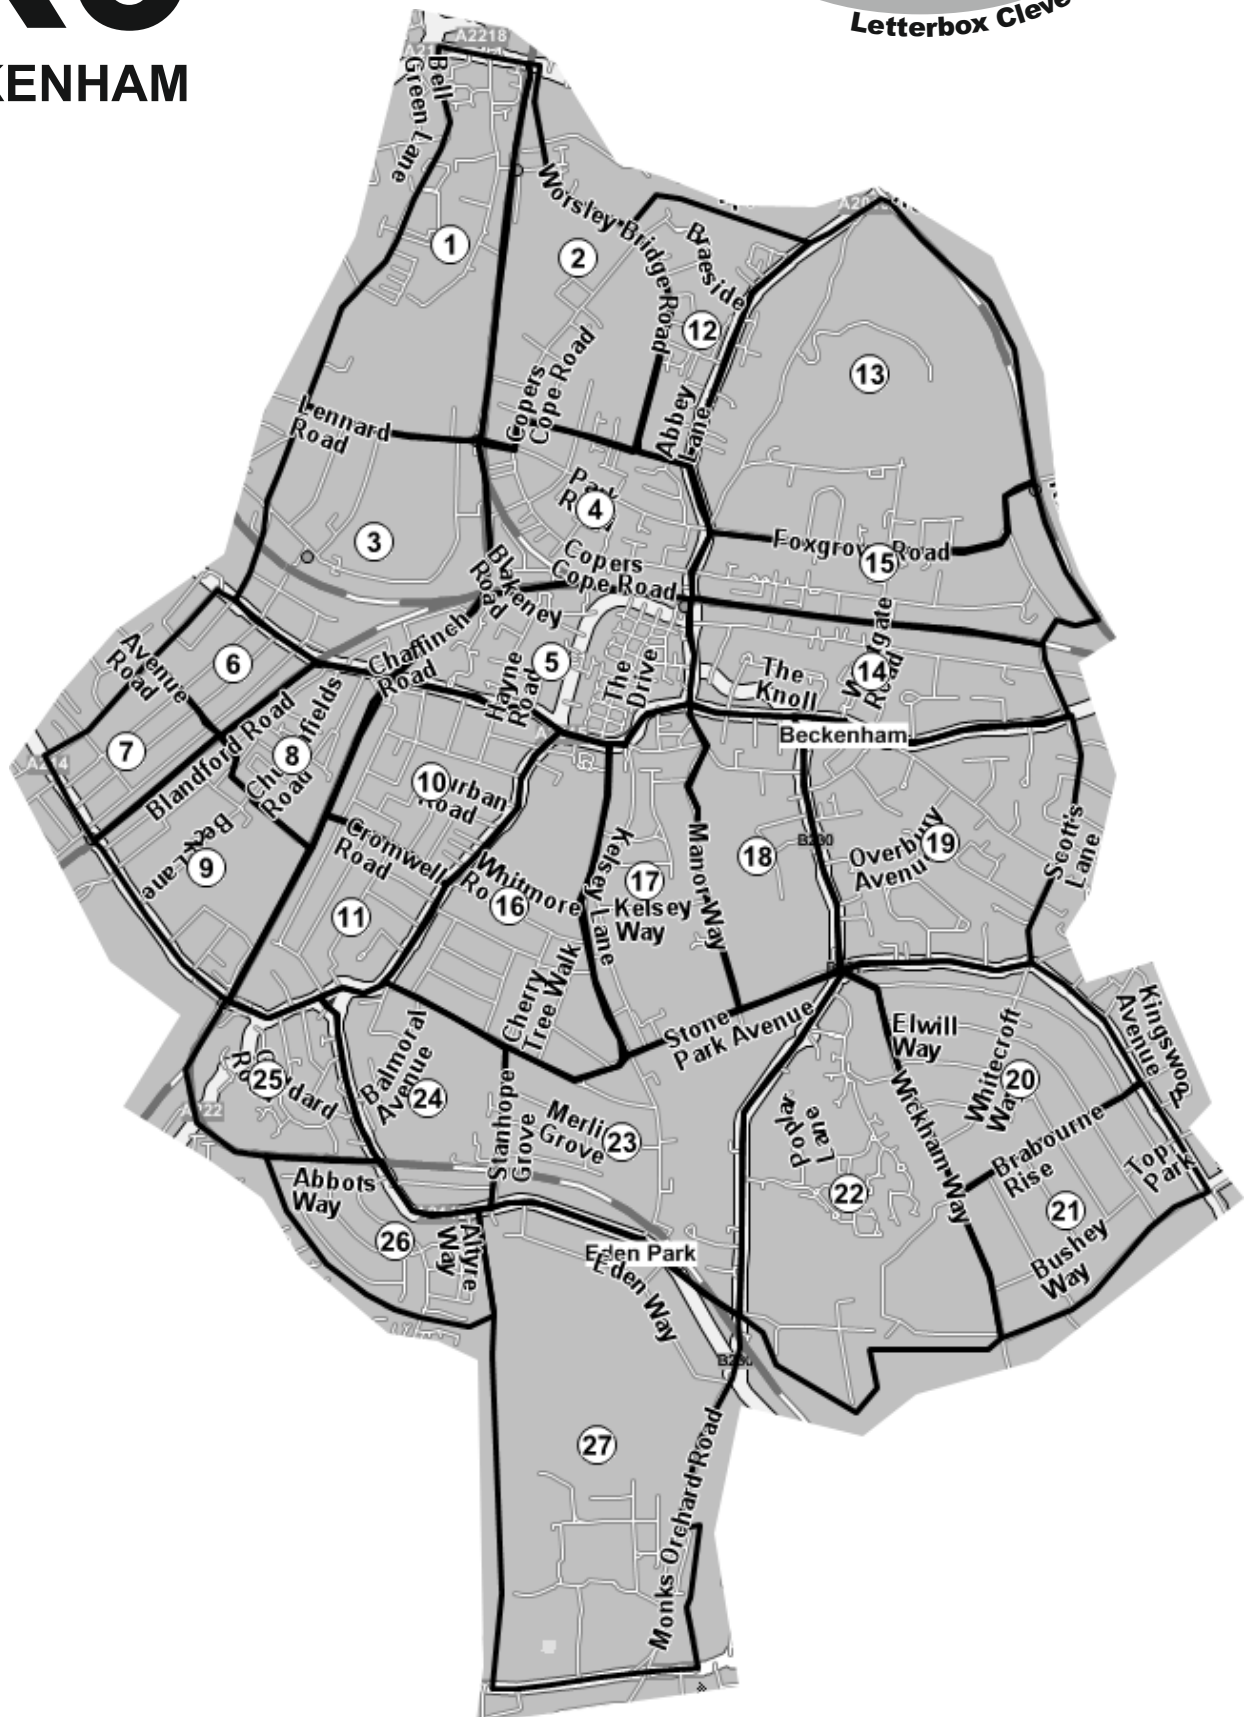 Letterbox Cleve
KENHAM
A2218
Bell
Green Lane
1
Worsley Bridge Road
2
Braeside
12
13
Copers
Cope Road
Abbey
Lane
Lennard
Road
3
4
Foxgrove Road
15
Copers
Cope Road
Blakeney
Road
Chaffinch
Road
5
Hayne
Road
The
Drive
The
Knoll
14
Road
Beckenham
Avenue
Road
6
7
8
Blandford Road
Road
9
Lane
10
Road
Cromwell
Road
11
Whitmore
16
Kelsey Lane
17
Kelsey
Way
Manor Way
18
Overbury
Avenue
19
Scott's
Lane
Cherry
Tree Walk
Stone
Park Avenue
Elwill
Way
Whitecroft
Way
20
Kingswood
Avenue
Brabourne
Rise
Top
Park
21
Bushey
Way
Wickham Way
Poplar
Lane
22
Balmoral
Avenue
24
25
Stanhope
Grove
Merlin
Grove
23
Abbots
Way
26
Altyre
Way
Eden Park
Eden Way
27
Monks Orchard Road